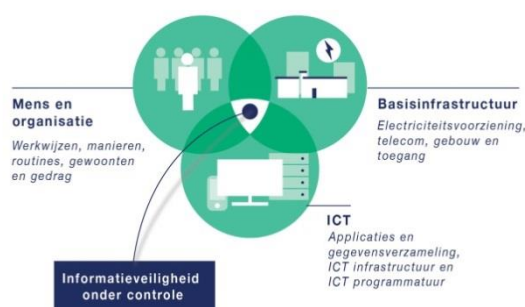 Mens en
organisatie
Werkwijzen, manieren,
routines, gewoonten
en gedrag
Basisinfrastructuur
Electriciteitsvoorziening,
telecom, gebouw en
toegang
ICT
Applicaties en
gegevensverzameling,
ICT infrastructuur en
ICT programmatuur
Informatieveiligheid
onder controle